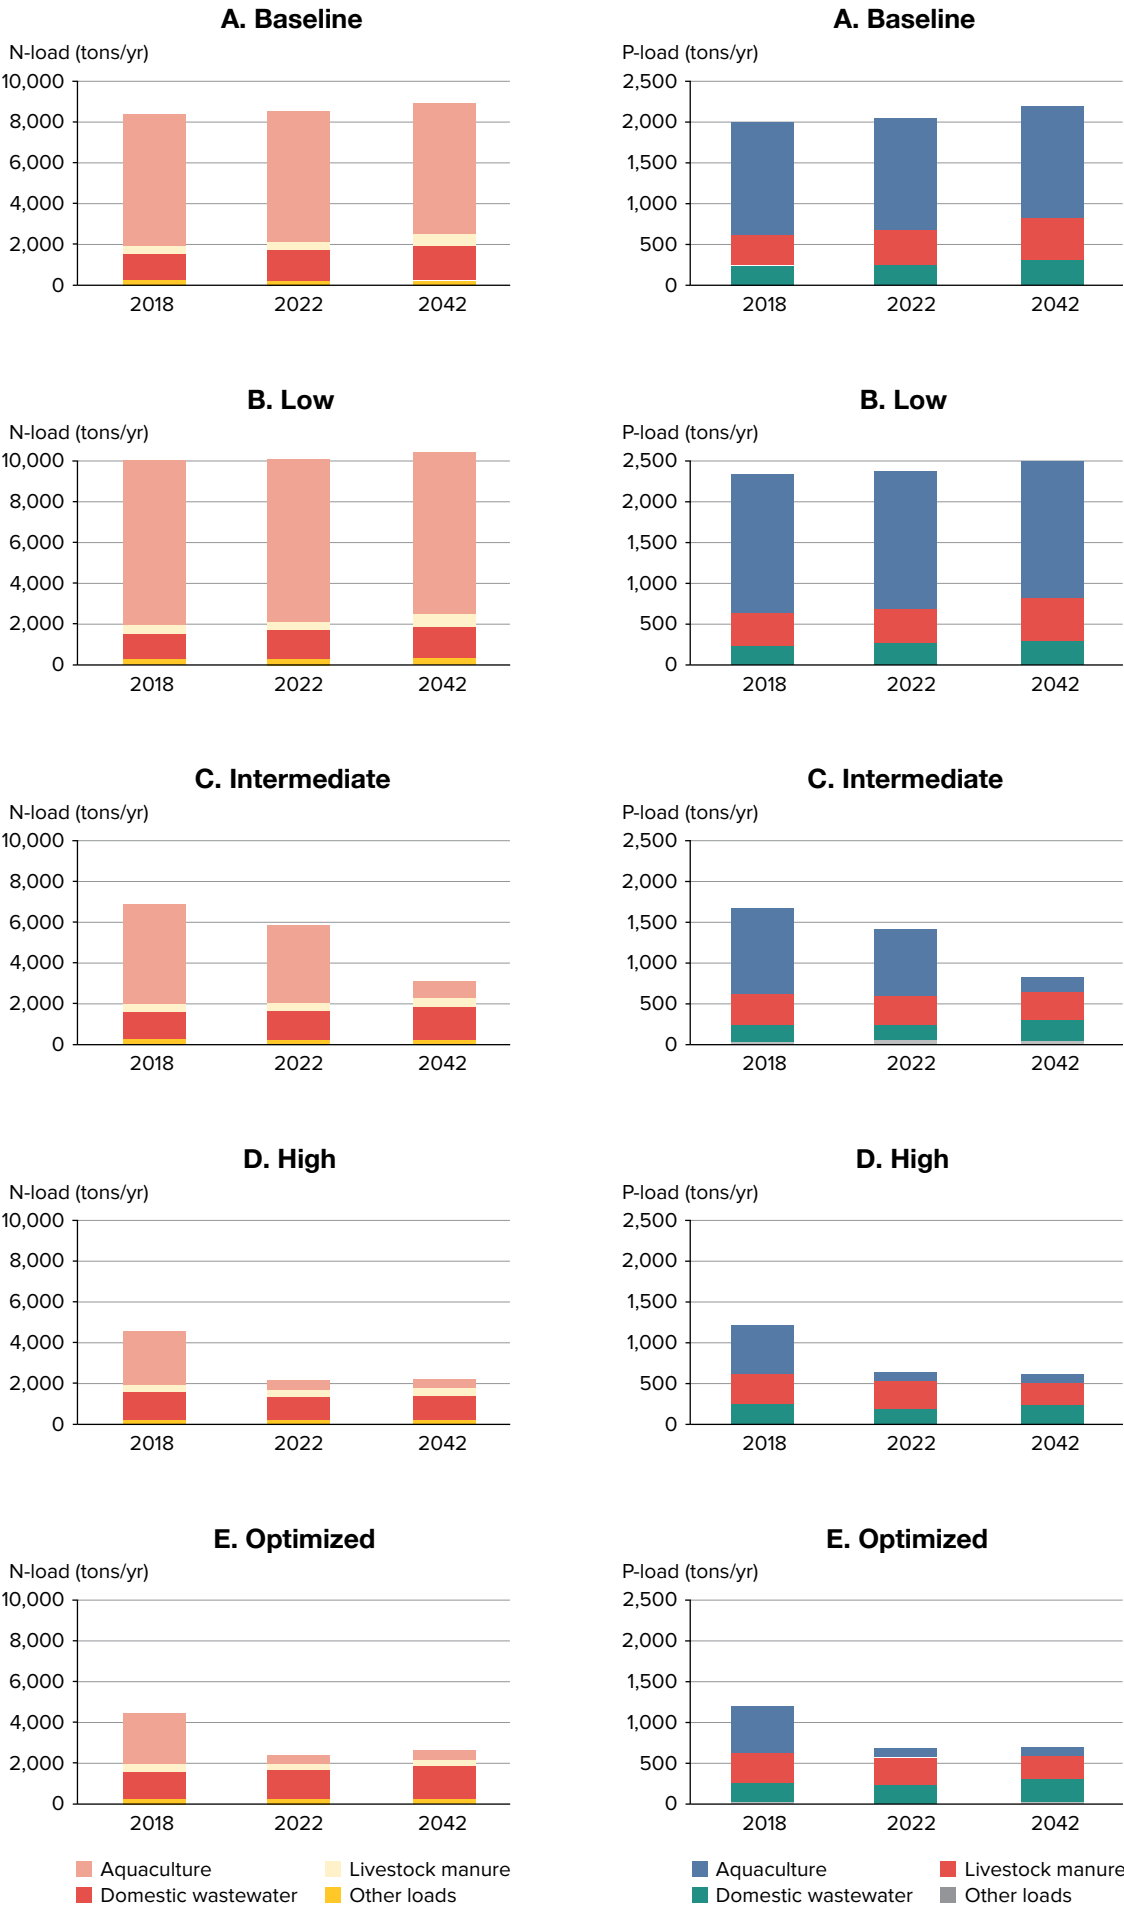 A. Baseline
N-load (tons/yr)
10,000
8,000
6,000
4,000
2,000
0
2018 2022 2042
A. Baseline
P-load (tons/yr)
2,500
2,000
1,500
1,000
500
0
2018 2022 2042
B. Low
N-load (tons/yr)
10,000
8,000
6,000
4,000
2,000
0
2018 2022 2042
B. Low
P-load (tons/yr)
2,500
2,000
1,500
1,000
500
0
2018 2022 2042
C. Intermediate
N-load (tons/yr)
10,000
8,000
6,000
4,000
2,000
0
2018 2022 2042
C. Intermediate
P-load (tons/yr)
2,500
2,000
1,500
1,000
500
0
2018 2022 2042
D. High
N-load (tons/yr)
10,000
8,000
6,000
4,000
2,000
0
2018 2022 2042
D. High
P-load (tons/yr)
2,500
2,000
1,500
1,000
500
0
2018 2022 2042
E. Optimized
N-load (tons/yr)
10,000
8,000
6,000
4,000
2,000
0
2018 2022 2042
E. Optimized
P-load (tons/yr)
2,500
2,000
1,500
1,000
500
0
2018 2022 2042
Aquaculture Livestock manure
Domestic wastewater Other loads
Aquaculture Livestock manure
Domestic wastewater Other loads